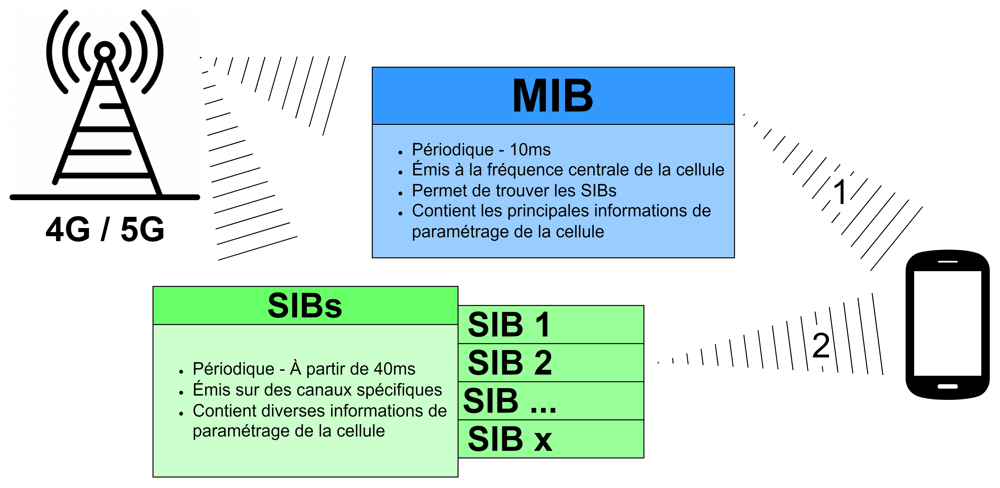 4G / 5G
MIB
• Périodique - 10ms
• Émis à la fréquence centrale de la cellule
• Permet de trouver les SIBs
• Contient les principales informations de
paramétrage de la cellule
1
SIBs
• Périodique - À partir de 40ms
• Émis sur des canaux spécifiques
• Contient diverses informations de
paramétrage de la cellule
SIB 1
SIB 2
SIB ...
SIB x
2